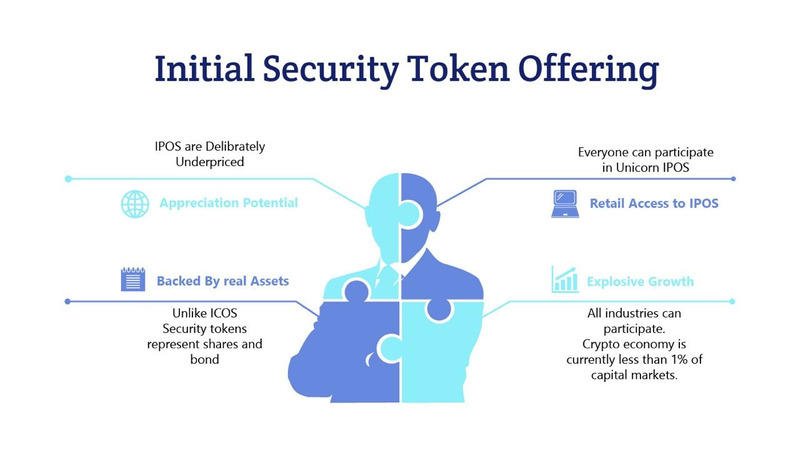 Initial Security Token Offering
IPOS are Delibrately
Underpriced
Appreciation Potential
Everyone can participate
in Unicorn IPOS
Retail Access to IPOS
Backed By real Assets
Unlike ICOS
Security tokens
represent shares and
bond
Explosive Growth
All industries can
participate.
Crypto economy is
currently less than 1% of
capital markets.